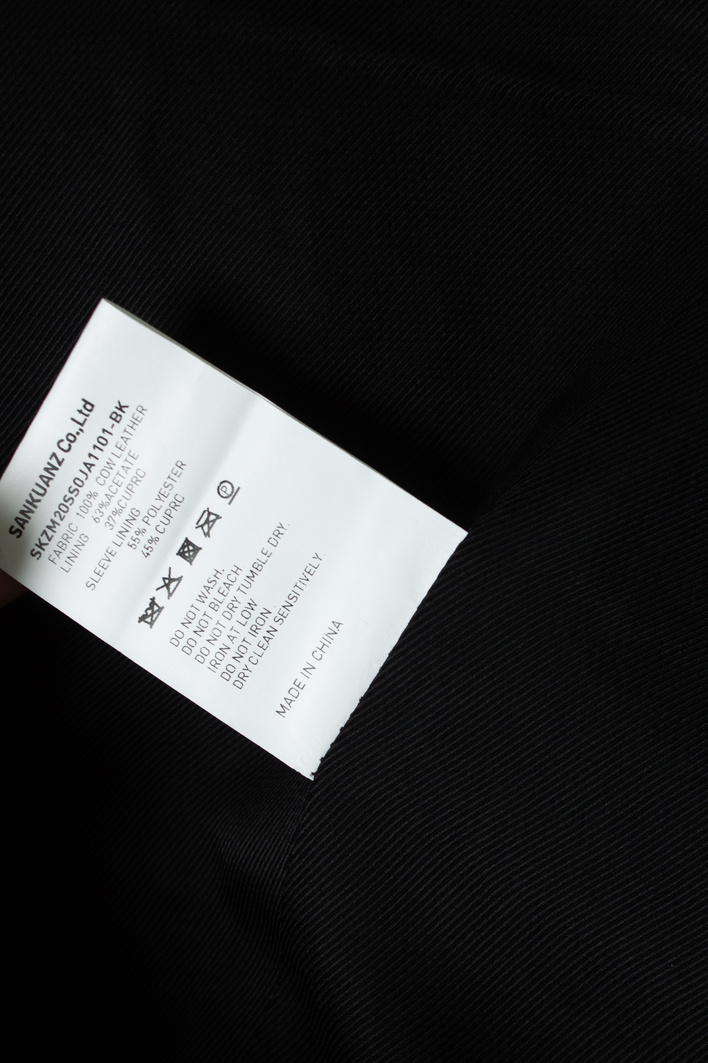 SANKUANZ Co.,Ltd
SKZM20SS0JA1101-BK
FABRIC 100% COW LEATHER
LINING 63%ACETATE
37%CUPRO
SLEEVE LINING
55% POLYESTER
45% CUPRO
P
DO NOT WASH.
DO NOT BLEACH
DO NOT DRY TUMBLE DRY.
IRON AT LOW
DO NOT IRON
DRY CLEAN SENSITIVELY.
MADE IN CHINA